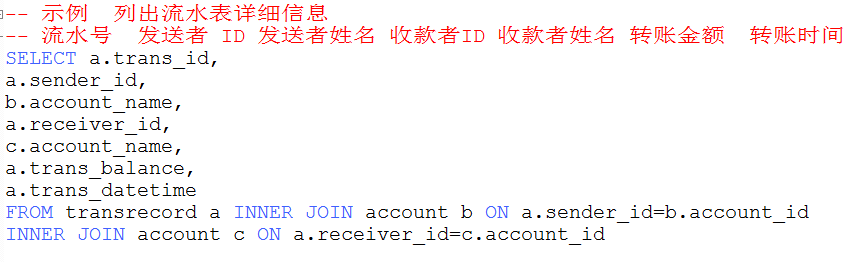 -- 示例  列出流水表详细信息
-- 流水号  发送者 ID 发送者姓名 收款者ID 收款者姓名 转账金额  转账时间
SELECT a.trans_id,
a.sender_id,
b.account_name,
a.receiver_id,
c.account_name,
a.trans_balance,
a.trans_datetime
FROM transrecord a INNER JOIN account b ON a.sender_id=b.account_id
INNER JOIN account c ON a.receiver_id=c.account_id